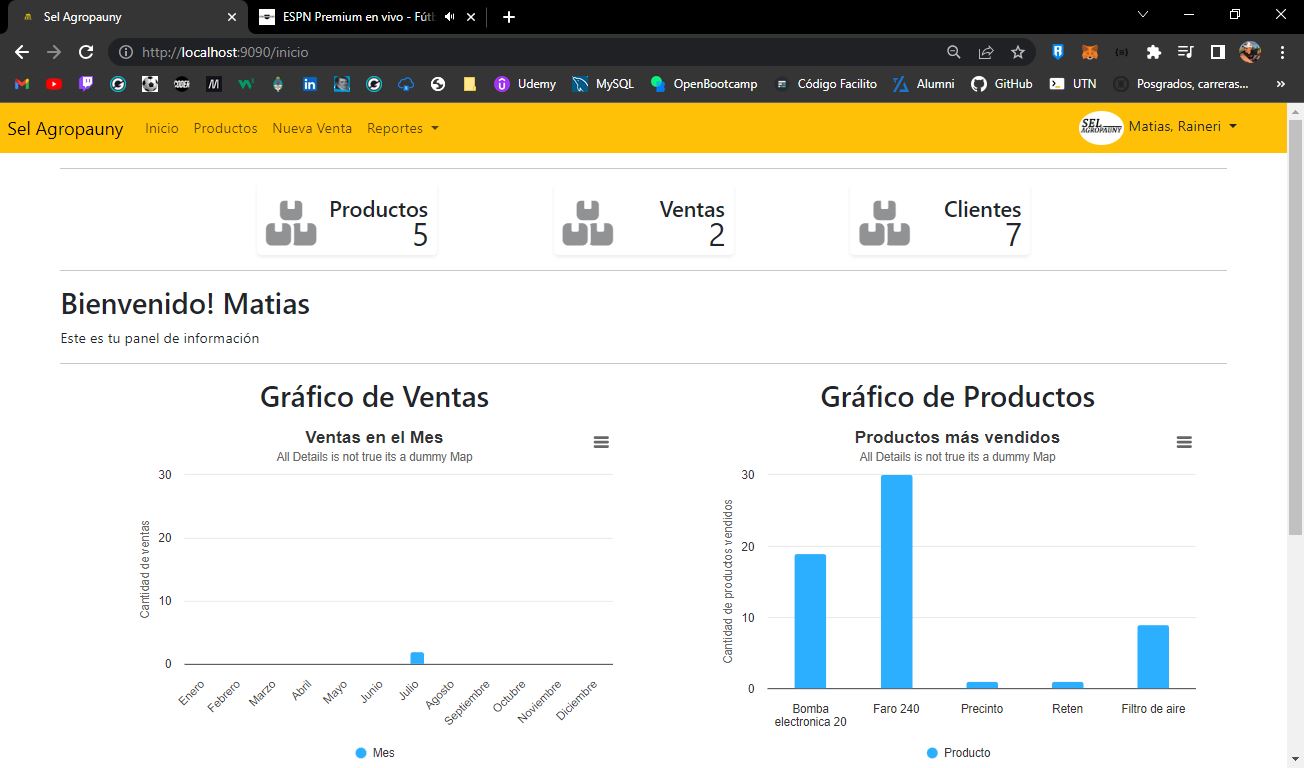 Sel Agropauny
ESPN Premium en vivo - Fút
http://localhost:9090/inicio
Udemy
MySQL
OpenBootcamp
Código Facilito
Alumni
GitHub
UTN
Posgrados, carreras...
Sel Agropauny
Inicio
Productos
Nueva Venta
Reportes
SEL
AGROPAUNY
Matias, Raineri
Productos
5
Ventas
2
Clientes
7
Bienvenido! Matias
Este es tu panel de información
Gráfico de Ventas
Ventas en el Mes
All Details is not true its a dummy Map
Cantidad de ventas
30
20
10
0
Enero
Febrero
Marzo
Abril
Mayo
Junio
Julio
Agosto
Septiembre
Octubre
Noviembre
Diciembre
Mes
Gráfico de Productos
Productos más vendidos
All Details is not true its a dummy Map
Cantidad de productos vendidos
30
20
10
0
Bomba
electronica 20
Faro 240
Precinto
Reten
Filtro de aire
Producto